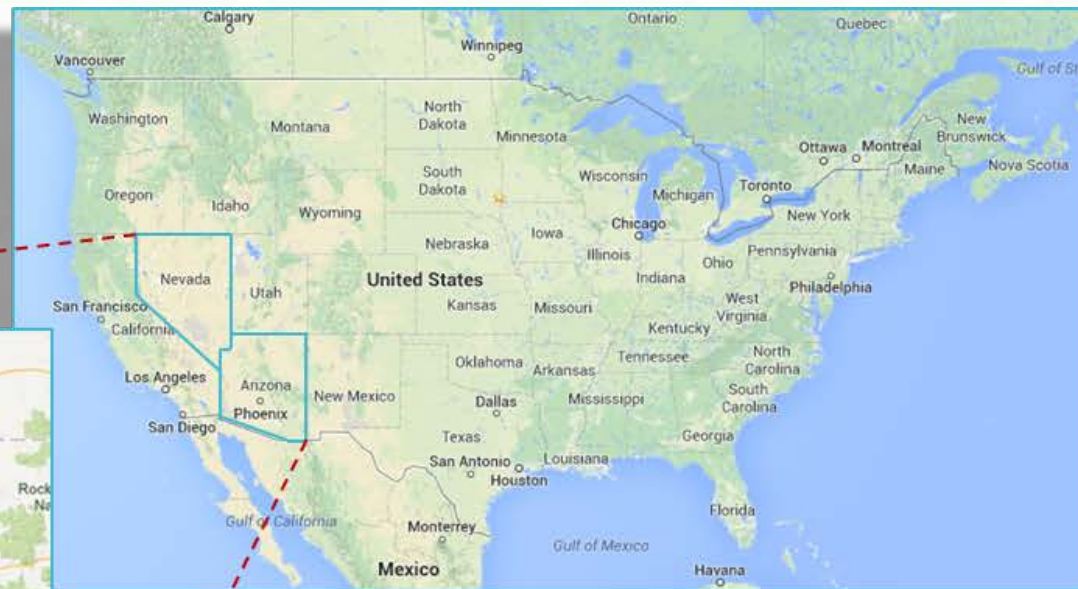 Calgary
Ontario
Quebec
Winnipeg
Vancouver
Gulf of St
Washington
Montana
North
Dakota
Minnesota
Ottawa
Montreal
New
Brunswick
Maine
Nova Scotia
Oregon
Idaho
Wyoming
South
Dakota
Wisconsin
Michigan
Toronto
New York
Nebraska
Iowa
Chicago
Illinois
Indiana
Ohio
Pennsylvania
Philadelphia
Nevada
Utah
United States
Kansas
Missouri
West
Virginia
Kentucky
San Francisco
California
Los Angeles
San Diego
Arizona
Phoenix
New Mexico
Oklahoma
Arkansas
Tennessee
North
Carolina
South
Carolina
Dallas
Mississippi
Georgia
Texas
San Antonio
Houston
Louisiana
Florida
Rock
Na
Gulf of California
Monterrey
Gulf of Mexico
Mexico
Havana